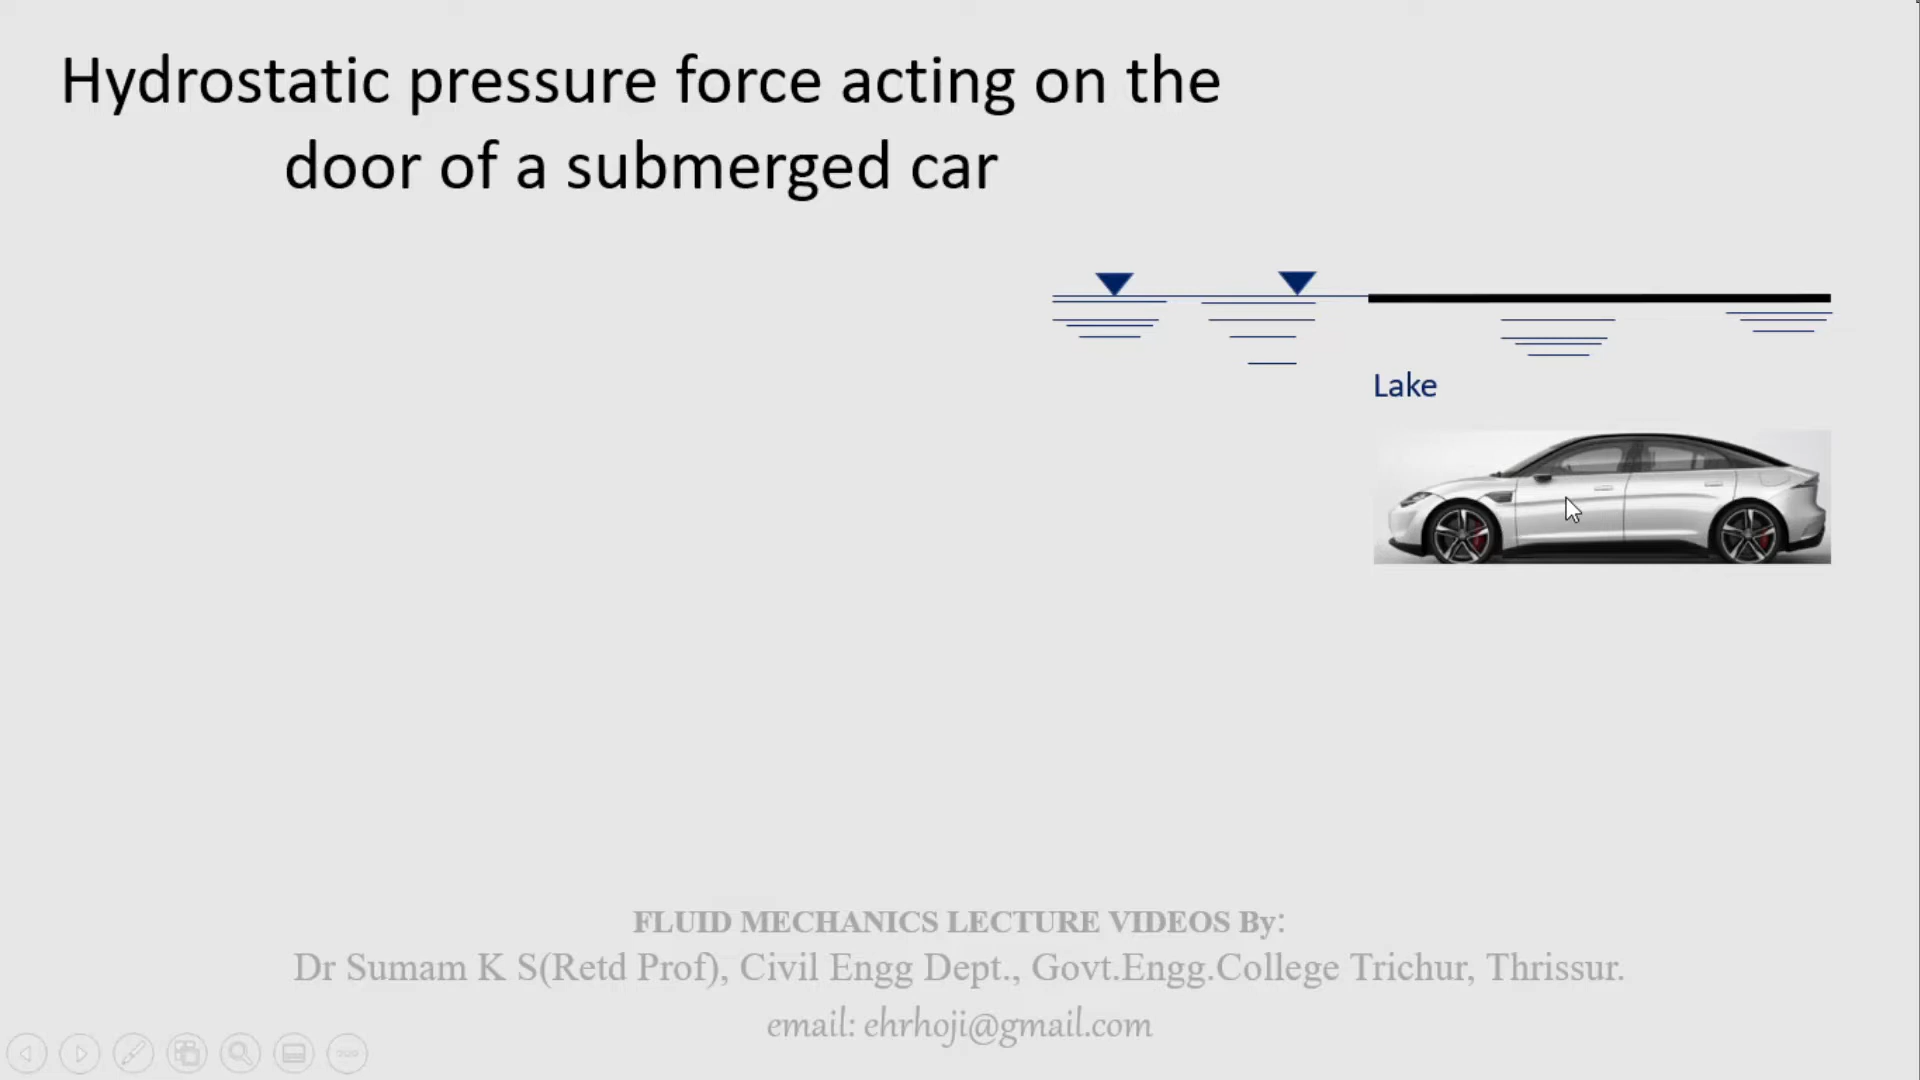 Hydrostatic pressure force acting on the
door of a submerged car
Lake
FLUID MECHANICS LECTURE VIDEOS By:
Dr Sumam K S(Retd Prof), Civil Engg Dept., Govt.Engg.College Trichur, Thrissur.
email: ehrhoji@gmail.com